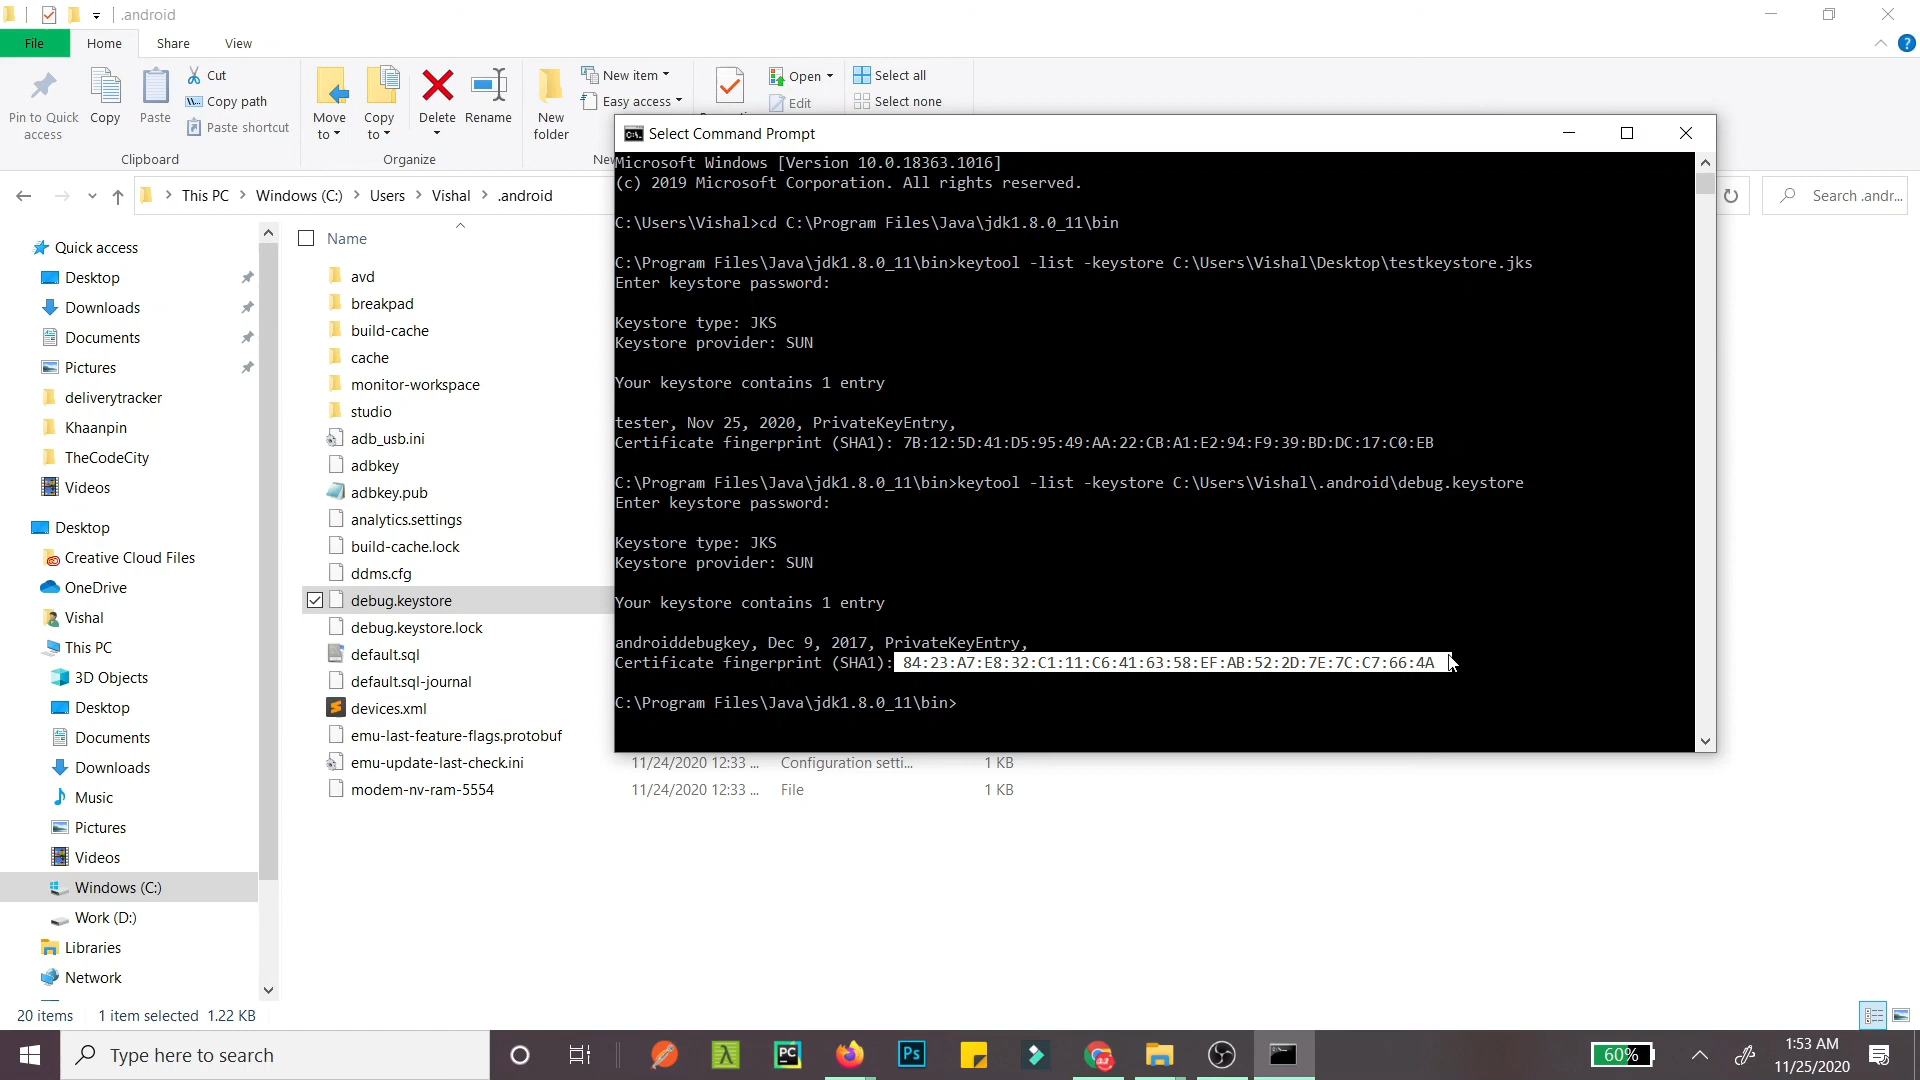 .android
File
Home
Share
View
Pin to Quick access
Copy
Paste
Cut
Copy path
Paste shortcut
Clipboard
Move to
Copy to
Delete
Rename
Organize
New folder
New item
Easy access
Open
Edit
Select all
Select none
This PC > Windows (C:) > Users > Vishal > .android
Search .andr...
Quick access
Desktop
Downloads
Documents
Pictures
deliverytracker
Khaanpin
TheCodeCity
Videos
Desktop
Creative Cloud Files
OneDrive
Vishal
This PC
3D Objects
Desktop
Documents
Downloads
Music
Pictures
Videos
Windows (C:)
Work (D:)
Libraries
Network
Name
avd
breakpad
build-cache
cache
monitor-workspace
studio
adb_usb.ini
adbkey
adbkey.pub
analytics.settings
build-cache.lock
ddms.cfg
debug.keystore
debug.keystore.lock
default.sql
default.sql-journal
devices.xml
emu-last-feature-flags.protobuf
emu-update-last-check.ini 11/24/2020 12:33 ... Configuration setti... 1 KB
modem-nv-ram-5554 11/24/2020 12:33 ... File 1 KB
Select Command Prompt
Microsoft Windows [Version 10.0.18363.1016]
(c) 2019 Microsoft Corporation. All rights reserved.
C:\Users\Vishal>cd C:\Program Files\Java\jdk1.8.0_11\bin
C:\Program Files\Java\jdk1.8.0_11\bin>keytool -list -keystore C:\Users\Vishal\Desktop\testkeystore.jks
Enter keystore password:
Keystore type: JKS
Keystore provider: SUN
Your keystore contains 1 entry
tester, Nov 25, 2020, PrivateKeyEntry,
Certificate fingerprint (SHA1): 7B:12:5D:41:D5:95:49:AA:22:CB:A1:E2:94:F9:39:BD:DC:17:C0:EB
C:\Program Files\Java\jdk1.8.0_11\bin>keytool -list -keystore C:\Users\Vishal\.android\debug.keystore
Enter keystore password:
Keystore type: JKS
Keystore provider: SUN
Your keystore contains 1 entry
androiddebugkey, Dec 9, 2017, PrivateKeyEntry,
Certificate fingerprint (SHA1): 84:23:A7:E8:32:C1:11:C6:41:63:58:EF:AB:52:2D:7E:7C:C7:66:4A
C:\Program Files\Java\jdk1.8.0_11\bin>
20 items 1 item selected 1.22 KB
Type here to search
PC
Ps
60%
1:53 AM
11/25/2020